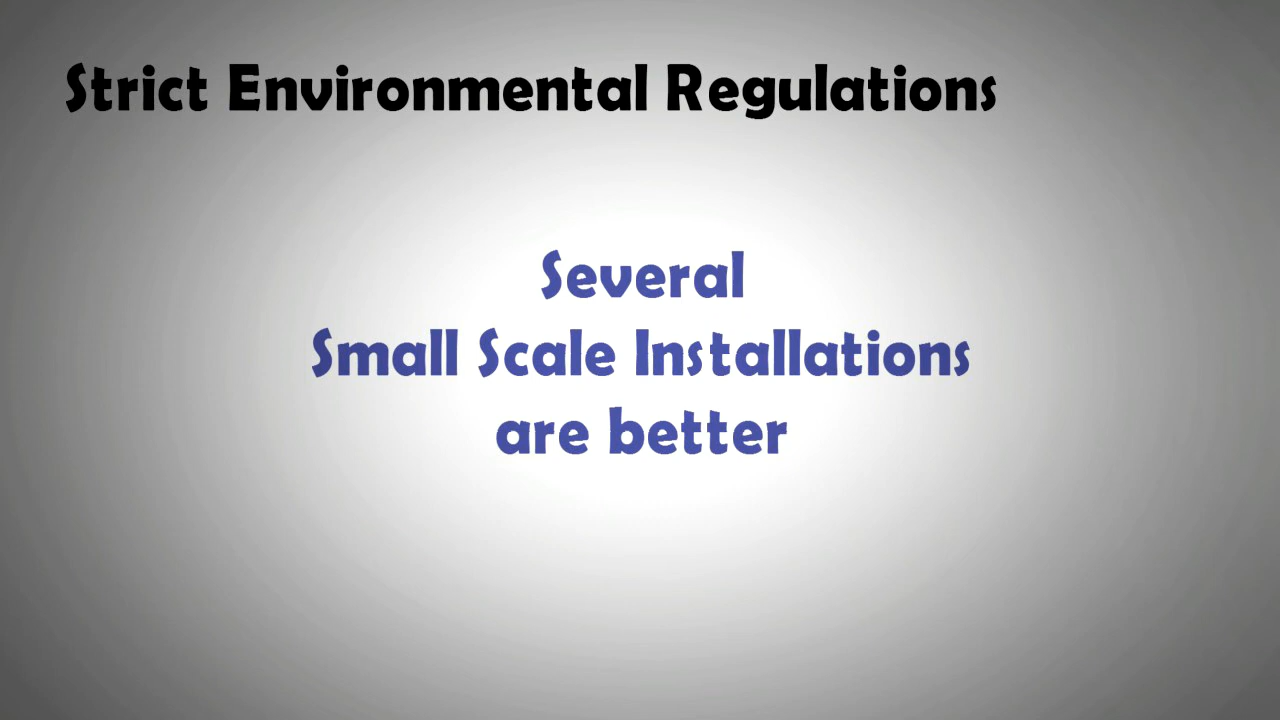 Strict Environmental Regulations
Several
Small Scale Installations
are better